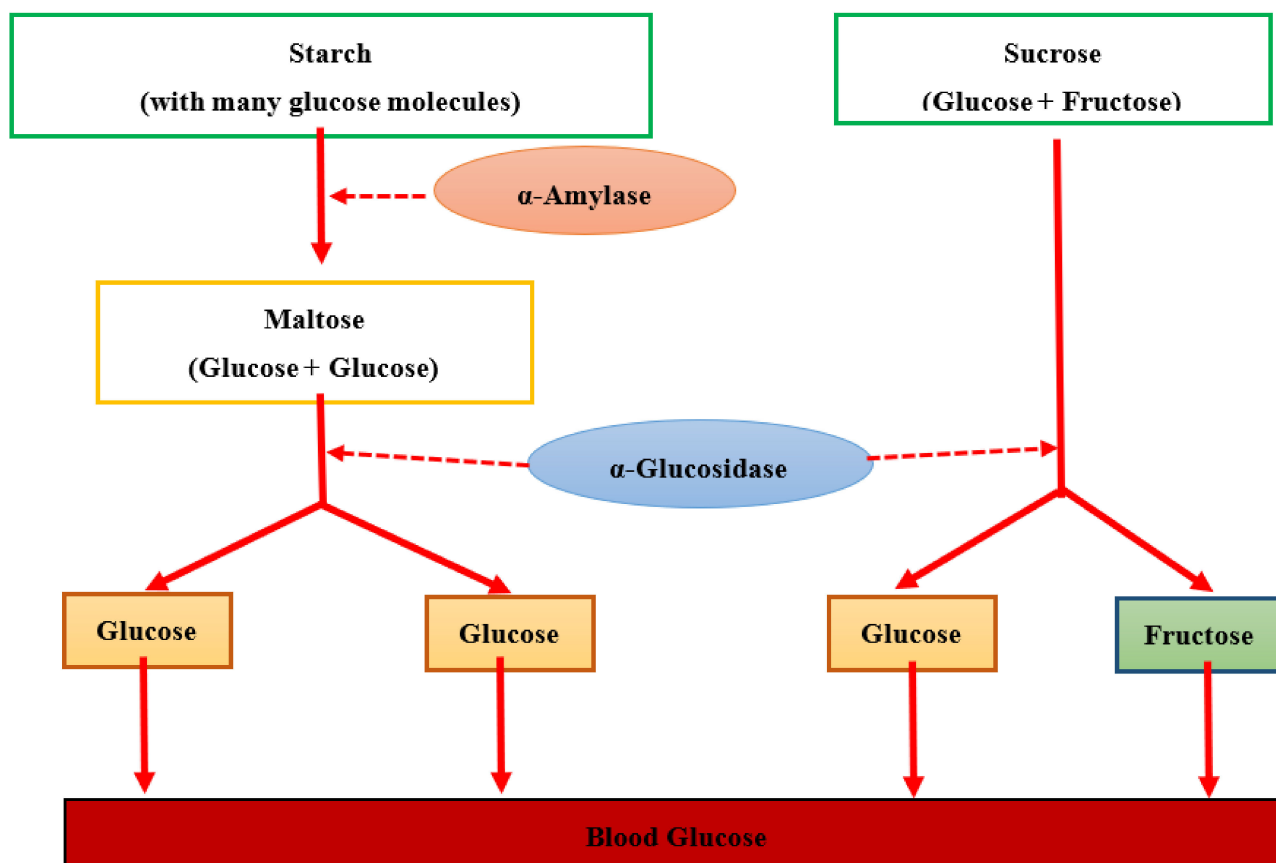 Starch
(with many glucose molecules)
Sucrose
(Glucose + Fructose)
α-Amylase
Maltose
(Glucose + Glucose)
α-Glucosidase
Glucose
Glucose
Glucose
Fructose
Blood Glucose